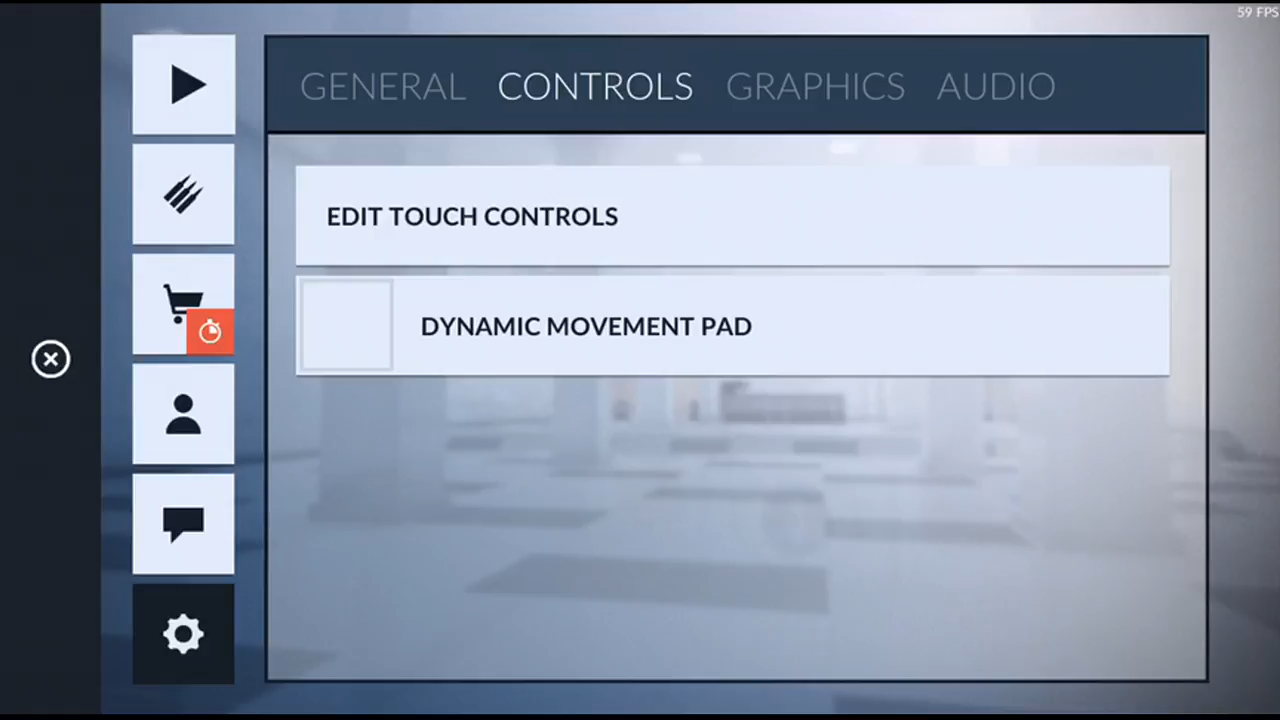 59 FPS
GENERAL CONTROLS GRAPHICS AUDIO
EDIT TOUCH CONTROLS
DYNAMIC MOVEMENT PAD